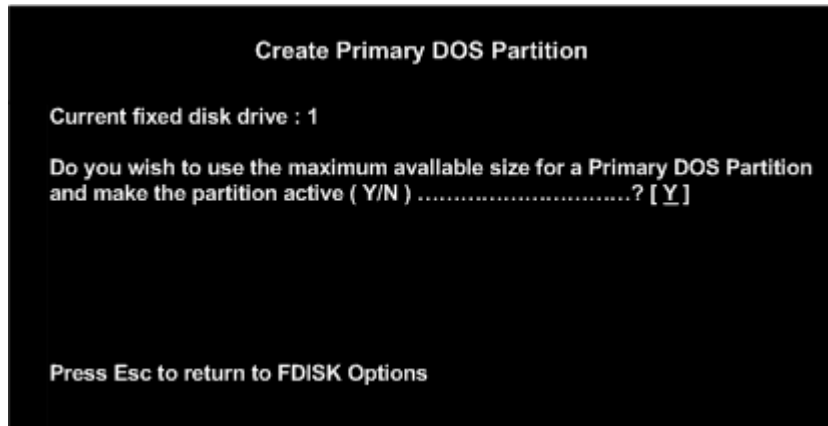 Create Primary DOS Partition
Current fixed disk drive : 1
Do you wish to use the maximum avallable size for a Primary DOS Partition
and make the partition active ( Y/N ) ..............................? [ Y ]
Press Esc to return to FDISK Options